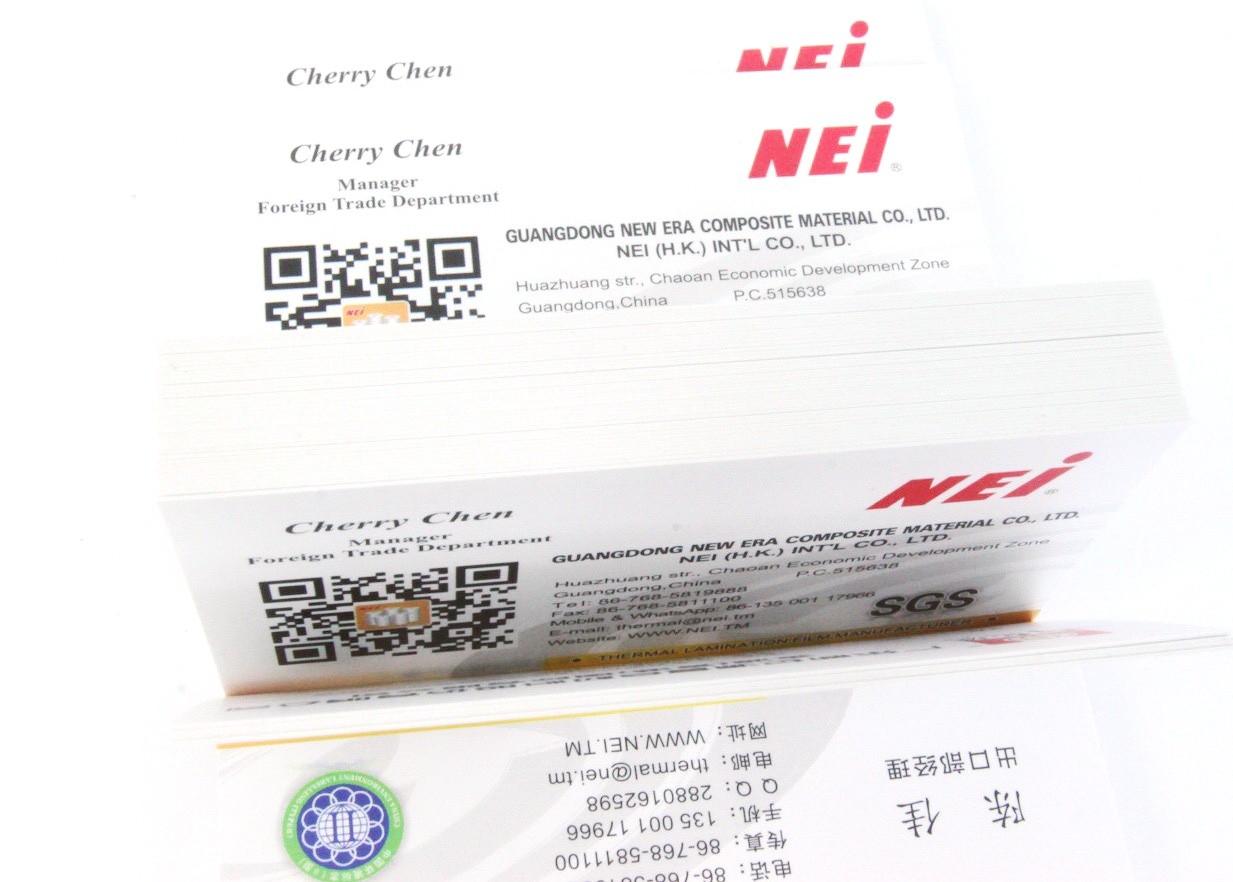 Cherry Chen
NEi
Cherry Chen
NEi®
Manager
Foreign Trade Department
GUANGDONG NEW ERA COMPOSITE MATERIAL CO., LTD.
NEI (H.K.) INT'L CO., LTD.
Huazhuang str., Chaoan Economic Development Zone
Guangdong,China P.C.515638
NEi
Cherry Chen
NEi®
Manager
Foreign Trade Department
GUANGDONG NEW ERA COMPOSITE MATERIAL CO., LTD.
NEI (H.K.) INT'L CO., LTD.
Huazhuang str., Chaoan Economic Development Zone
Guangdong,China P.C.515638
Tel: 86-768-5819888
Fax: 86-768-5811100
Mobile & WhatsApp: 86-135 001 17966
E-mail: thermal@nei.tm
Website: WWW.NEI.TM
SGS
• THERMAL LAMINATION FILM MANUFACTURER •
陈 佳
出口部经理
电话: 86-768-
传真: 86-768-5811100
手机: 135 001 17966
Q Q: 2880162598
电邮: thermal@nei.tm
网址: WWW.NEI.TM